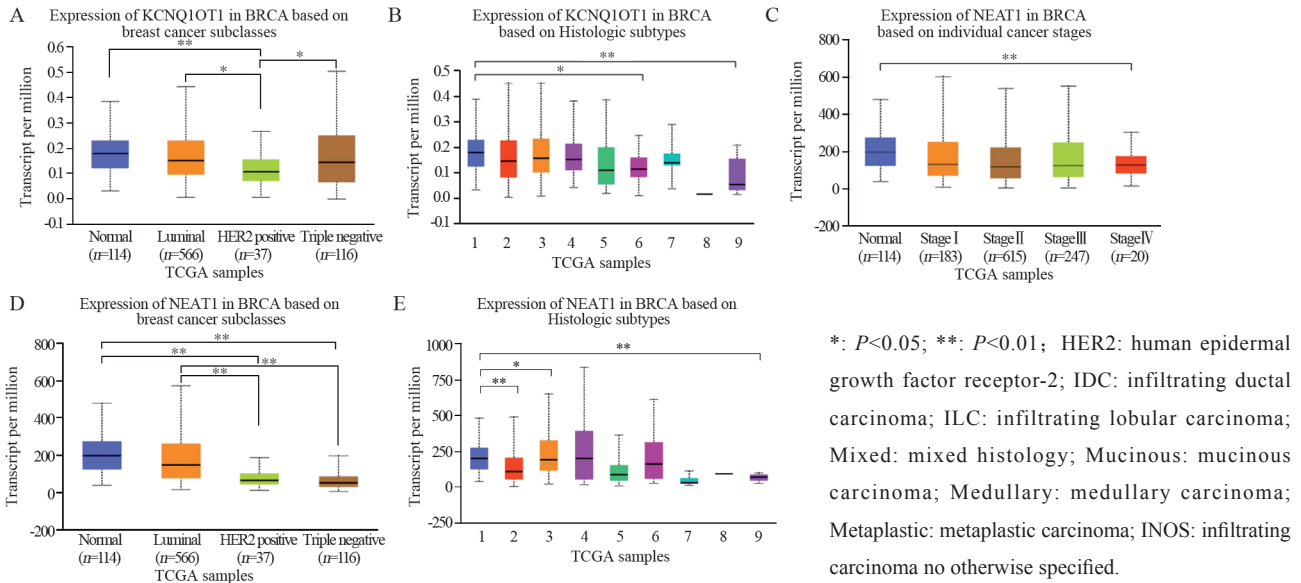 A
Expression of KCNQ1OT1 in BRCA based on
breast cancer subclasses
Transcript per million
0.6
0.5
0.4
0.3
0.2
0.1
0.0
-0.1
**
*
*
Normal
(n=114)
Luminal
(n=566)
HER2 positive
(n=37)
Triple negative
(n=116)
TCGA samples
B
Expression of KCNQ1OT1 in BRCA
based on Histologic subtypes
Transcript per million
0.5
0.4
0.3
0.2
0.1
0.0
0.1
**
*
1 2 3 4 5 6 7 8 9
TCGA samples
C
Expression of NEAT1 in BRCA
based on individual cancer stages
Transcript per million
800
600
400
200
0
-200
**
Normal
(n=114)
Stage I
(n=183)
Stage II
(n=615)
Stage III
(n=247)
Stage IV
(n=20)
TCGA samples
D
Expression of NEAT1 in BRCA based on
breast cancer subclasses
Transcript per million
800
600
400
200
0
-200
**
**
**
**
Normal
(n=114)
Luminal
(n=566)
HER2 positive
(n=37)
Triple negative
(n=116)
TCGA samples
E
Expression of NEAT1 in BRCA based on
Histologic subtypes
Transcript per million
1000
750
500
250
0
-250
**
*
**
1 2 3 4 5 6 7 8 9
TCGA samples
*: P<0.05; **: P<0.01; HER2: human epidermal
growth factor receptor-2; IDC: infiltrating ductal
carcinoma; ILC: infiltrating lobular carcinoma;
Mixed: mixed histology; Mucinous: mucinous
carcinoma; Medullary: medullary carcinoma;
Metaplastic: metaplastic carcinoma; INOS: infiltrating
carcinoma no otherwise specified.